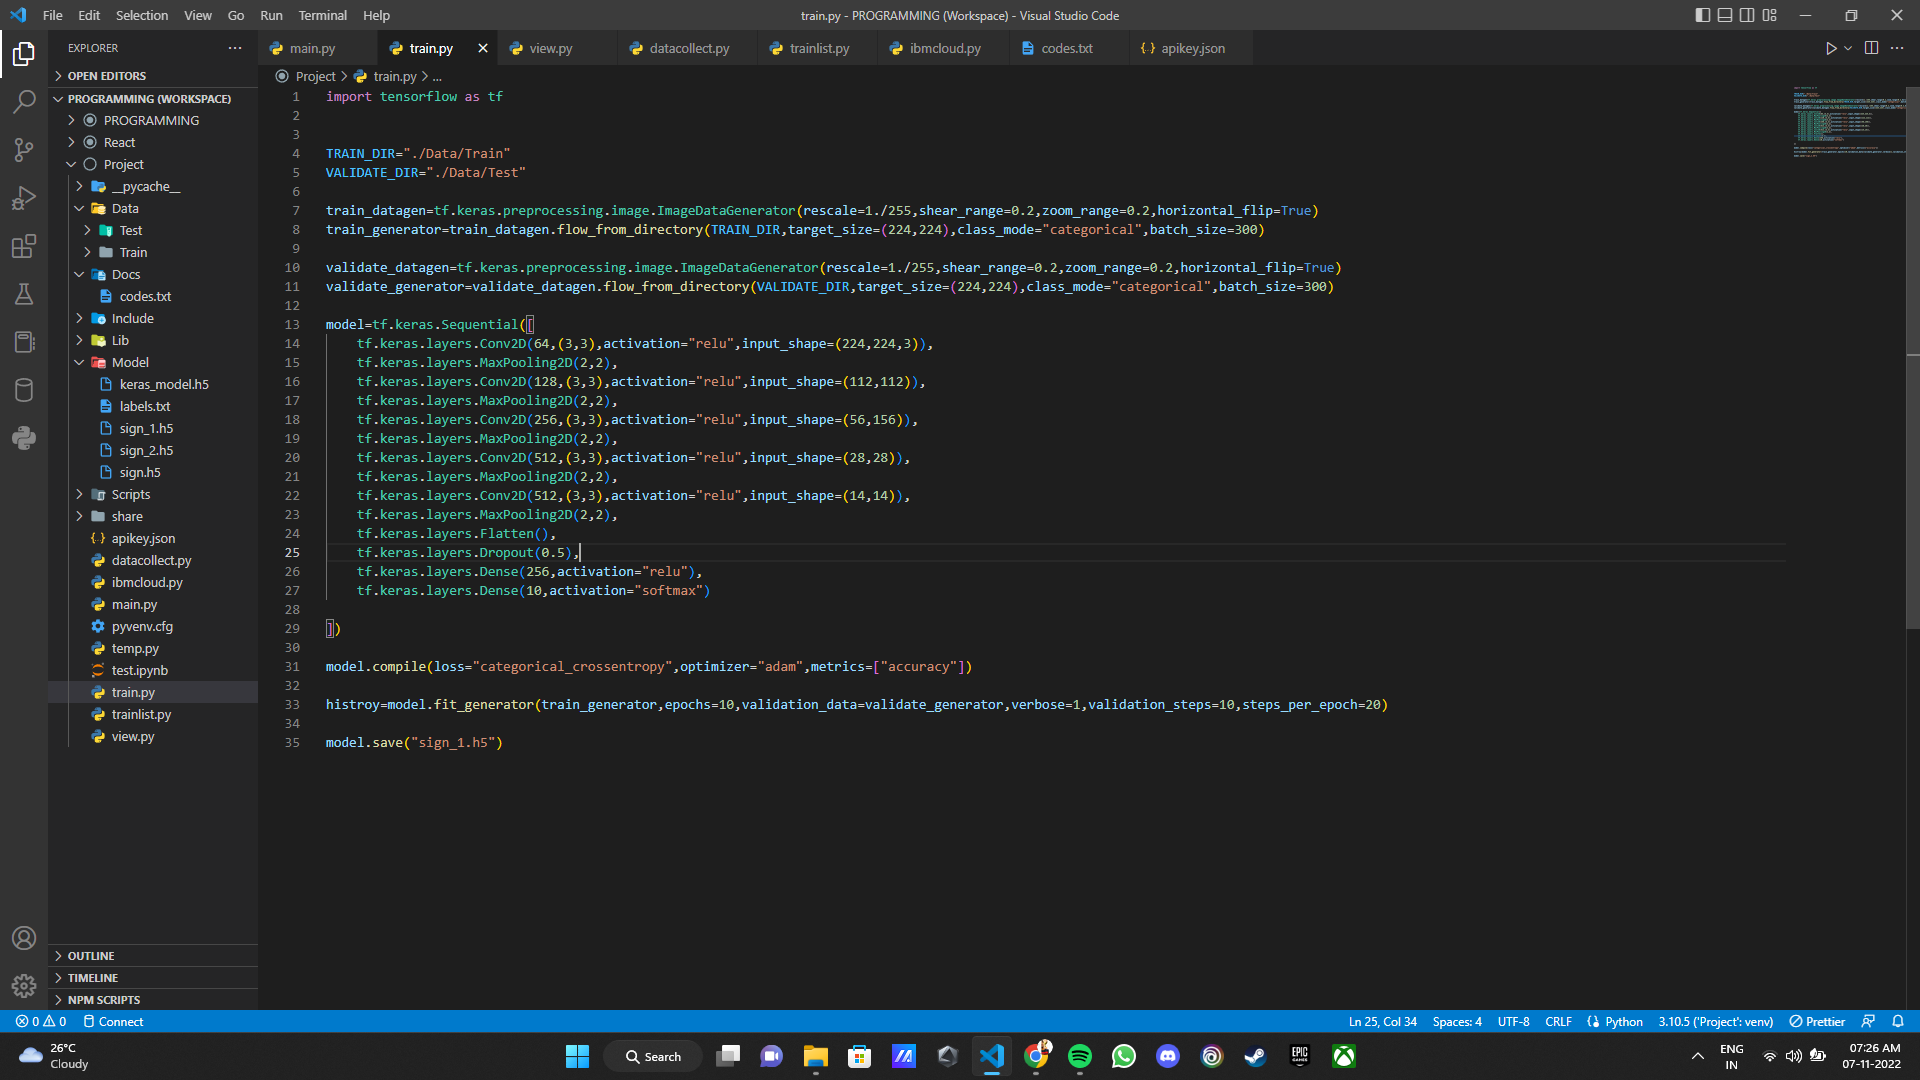 File Edit Selection View Go Run Terminal Help
train.py - PROGRAMMING (Workspace) - Visual Studio Code
EXPLORER
main.py
train.py
view.py
datacollect.py
trainlist.py
ibmcloud.py
codes.txt
apikey.json
Project > train.py > ...
OPEN EDITORS
PROGRAMMING (WORKSPACE)
PROGRAMMING
React
Project
__pycache__
Data
Test
Train
Docs
codes.txt
Include
Lib
Model
keras_model.h5
labels.txt
sign_1.h5
sign_2.h5
sign.h5
Scripts
share
apikey.json
datacollect.py
ibmcloud.py
main.py
pyvenv.cfg
temp.py
test.ipynb
train.py
trainlist.py
view.py
OUTLINE
TIMELINE
NPM SCRIPTS
1 import tensorflow as tf
2
3
4 TRAIN_DIR="./Data/Train"
5 VALIDATE_DIR="./Data/Test"
6
7 train_datagen=tf.keras.preprocessing.image.ImageDataGenerator(rescale=1./255,shear_range=0.2,zoom_range=0.2,horizontal_flip=True)
8 train_generator=train_datagen.flow_from_directory(TRAIN_DIR,target_size=(224,224),class_mode="categorical",batch_size=300)
9
10 validate_datagen=tf.keras.preprocessing.image.ImageDataGenerator(rescale=1./255,shear_range=0.2,zoom_range=0.2,horizontal_flip=True)
11 validate_generator=validate_datagen.flow_from_directory(VALIDATE_DIR,target_size=(224,224),class_mode="categorical",batch_size=300)
12
13 model=tf.keras.Sequential([
14 tf.keras.layers.Conv2D(64,(3,3),activation="relu",input_shape=(224,224,3)),
15 tf.keras.layers.MaxPooling2D(2,2),
16 tf.keras.layers.Conv2D(128,(3,3),activation="relu",input_shape=(112,112)),
17 tf.keras.layers.MaxPooling2D(2,2),
18 tf.keras.layers.Conv2D(256,(3,3),activation="relu",input_shape=(56,156)),
19 tf.keras.layers.MaxPooling2D(2,2),
20 tf.keras.layers.Conv2D(512,(3,3),activation="relu",input_shape=(28,28)),
21 tf.keras.layers.MaxPooling2D(2,2),
22 tf.keras.layers.Conv2D(512,(3,3),activation="relu",input_shape=(14,14)),
23 tf.keras.layers.MaxPooling2D(2,2),
24 tf.keras.layers.Flatten(),
25 tf.keras.layers.Dropout(0.5),
26 tf.keras.layers.Dense(256,activation="relu"),
27 tf.keras.layers.Dense(10,activation="softmax")
28
29 ])
30
31 model.compile(loss="categorical_crossentropy",optimizer="adam",metrics=["accuracy"])
32
33 histroy=model.fit_generator(train_generator,epochs=10,validation_data=validate_generator,verbose=1,validation_steps=10,steps_per_epoch=20)
34
35 model.save("sign_1.h5")
0 0 Connect
Ln 25, Col 34 Spaces: 4 UTF-8 CRLF Python 3.10.5 ('Project': venv) Prettier
26°C
Cloudy
Search
EPIC GAMES
ENG
IN
07:26 AM
07-11-2022